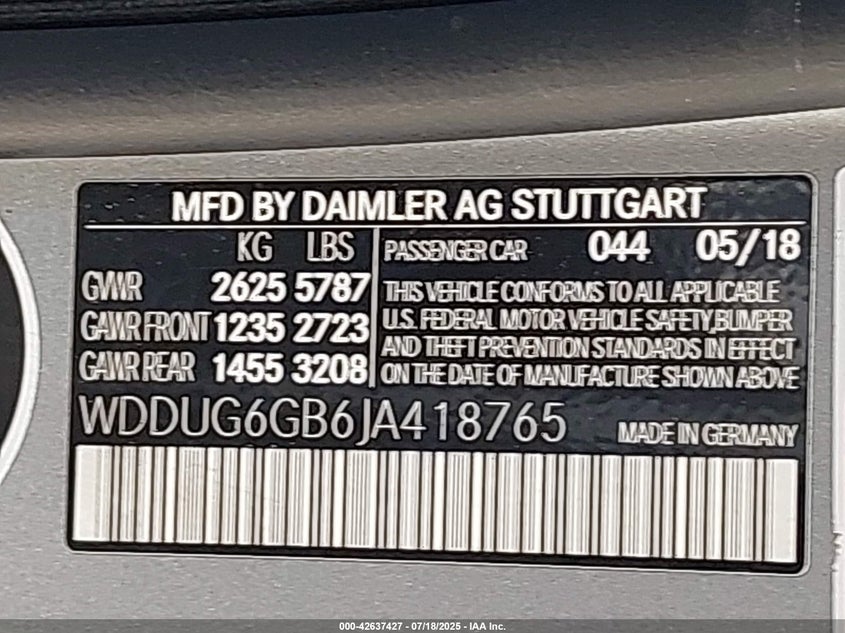 MFD BY DAIMLER AG STUTTGART
KG LBS
GVWR 2625 5787
GAWR FRONT 1235 2723
GAWR REAR 1455 3208
PASSENGER CAR 044 05/18
THIS VEHICLE CONFORMS TO ALL APPLICABLE
U.S. FEDERAL MOTOR VEHICLE SAFETY,BUMPER
AND THEFT PREVENTION STANDARDS IN EFFECT
ON THE DATE OF MANUFACTURE SHOWN ABOVE
WDDUG6GB6JA418765
MADE IN GERMANY
000-42637427 - 07/18/2025 - IAA Inc.